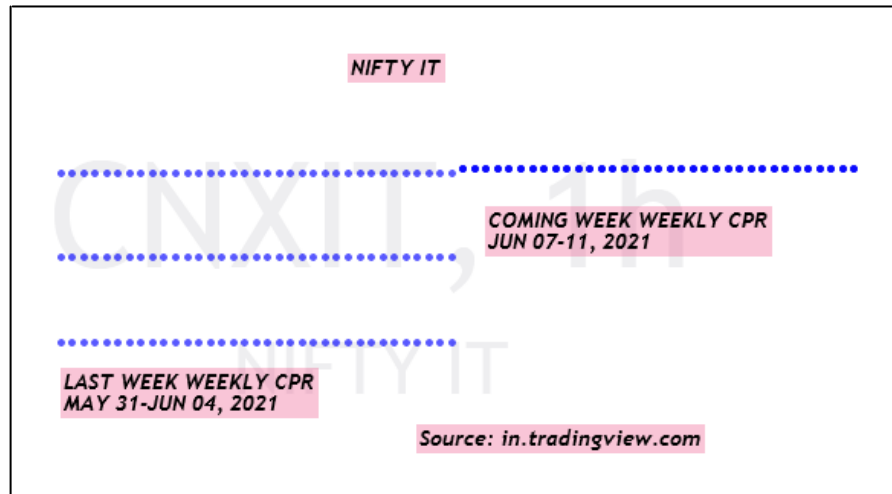 NIFTY IT
CNXIT, 1h
COMING WEEK WEEKLY CPR
JUN 07-11, 2021
NIFTY IT
LAST WEEK WEEKLY CPR
MAY 31-JUN 04, 2021
Source: in.tradingview.com